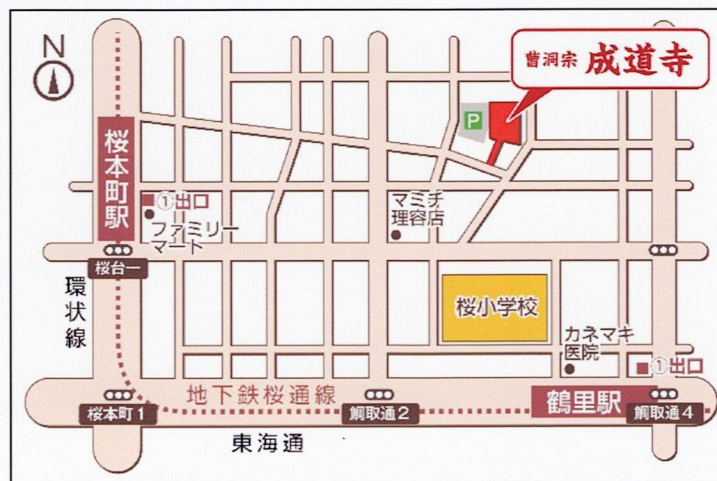 N
曹洞宗 成道寺
P
桜本町駅
①出口
ファミリー
マート
マミチ
理容店
桜台一
環状線
桜小学校
カネマキ
医院
①出口
地下鉄桜通線
鶴里駅
桜本町1
鯛取通2
鯛取通4
東海通